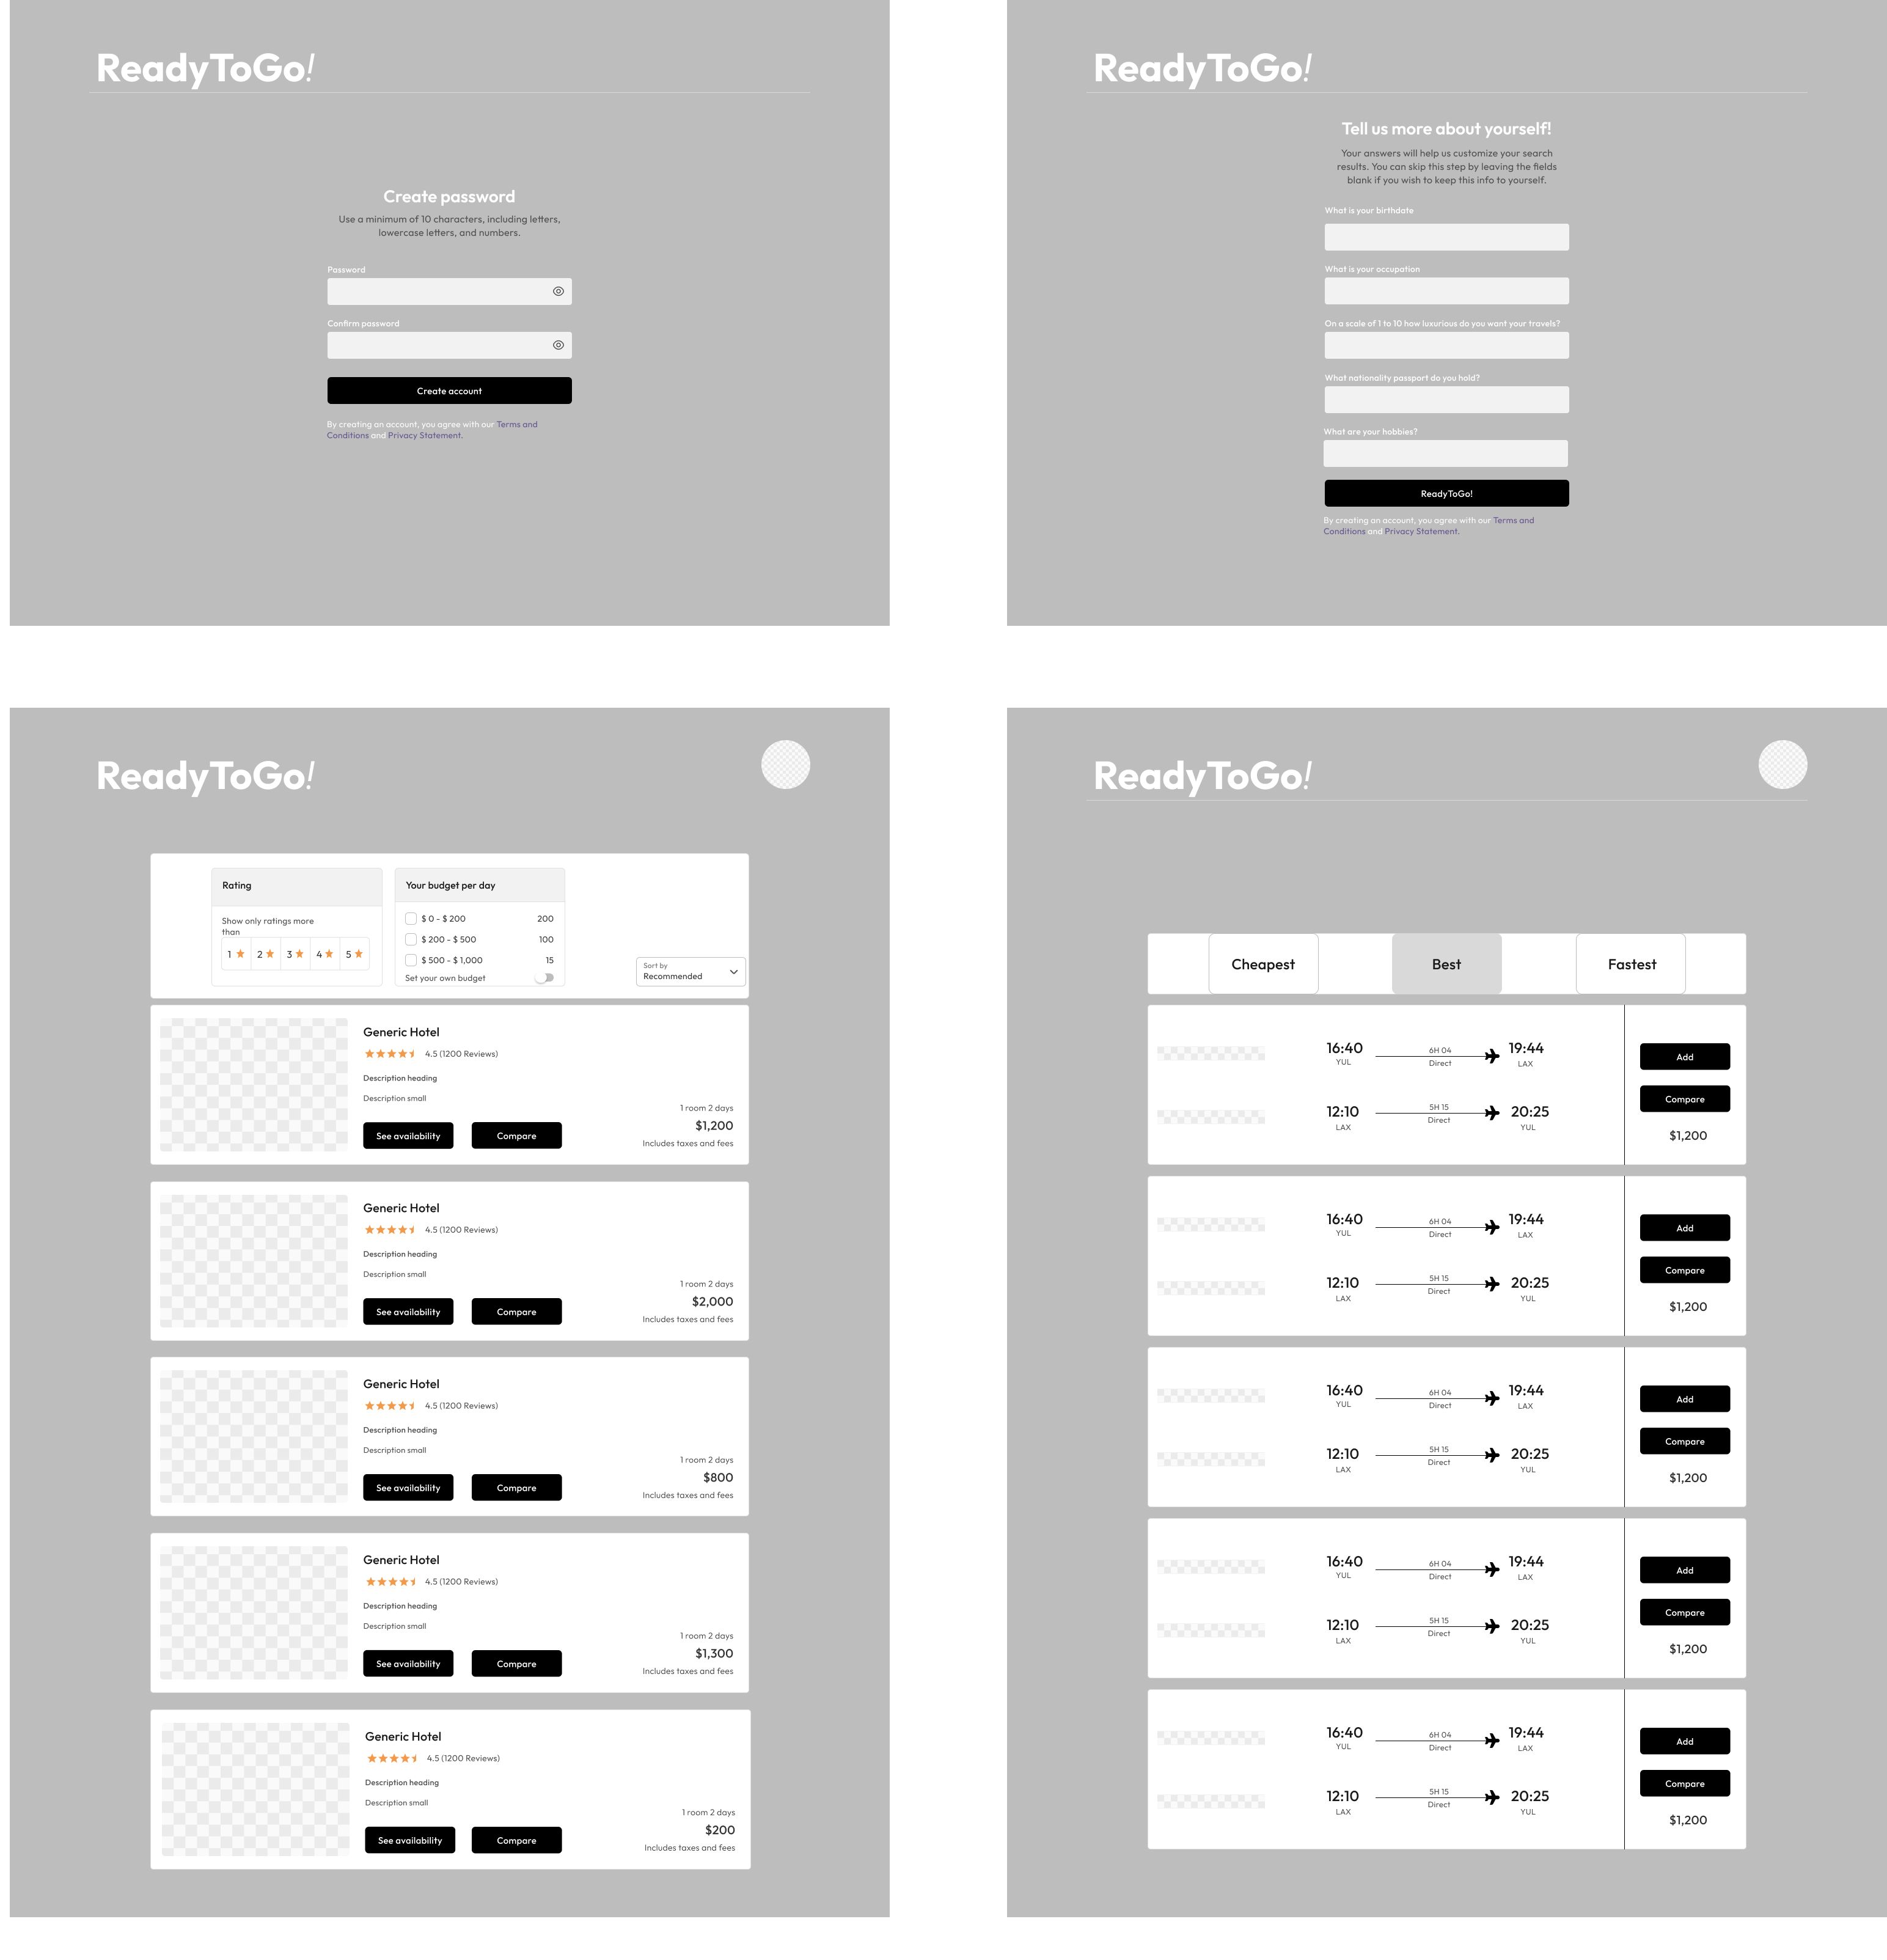 ReadyToGo!
Create password
Use a minimum of 10 characters, including letters,
lowercase letters, and numbers.
Password
Confirm password
Create account
By creating an account, you agree with our Terms and
Conditions and Privacy Statement.
ReadyToGo!
Tell us more about yourself!
Your answers will help us customize your search
results. You can skip this step by leaving the fields
blank if you wish to keep this info to yourself.
What is your birthdate
What is your occupation
On a scale of 1 to 10 how luxurious do you want your travels?
What nationality passport do you hold?
What are your hobbies?
ReadyToGo!
By creating an account, you agree with our Terms and
Conditions and Privacy Statement.
ReadyToGo!
Rating
Show only ratings more
than
1 2 3 4 5
Your budget per day
$ 0 - $ 200 200
$ 200 - $ 500 100
$ 500 - $ 1,000 15
Set your own budget
Sort by
Recommended
Generic Hotel
4.5 (1200 Reviews)
Description heading
Description small
See availability Compare
1 room 2 days
$1,200
Includes taxes and fees
Generic Hotel
4.5 (1200 Reviews)
Description heading
Description small
See availability Compare
1 room 2 days
$2,000
Includes taxes and fees
Generic Hotel
4.5 (1200 Reviews)
Description heading
Description small
See availability Compare
1 room 2 days
$800
Includes taxes and fees
Generic Hotel
4.5 (1200 Reviews)
Description heading
Description small
See availability Compare
1 room 2 days
$1,300
Includes taxes and fees
Generic Hotel
4.5 (1200 Reviews)
Description heading
Description small
See availability Compare
1 room 2 days
$200
Includes taxes and fees
ReadyToGo!
Cheapest Best Fastest
16:40 6H 04 19:44
YUL Direct LAX
12:10 5H 15 20:25
LAX Direct YUL
Add
Compare
$1,200
16:40 6H 04 19:44
YUL Direct LAX
12:10 5H 15 20:25
LAX Direct YUL
Add
Compare
$1,200
16:40 6H 04 19:44
YUL Direct LAX
12:10 5H 15 20:25
LAX Direct YUL
Add
Compare
$1,200
16:40 6H 04 19:44
YUL Direct LAX
12:10 5H 15 20:25
LAX Direct YUL
Add
Compare
$1,200
16:40 6H 04 19:44
YUL Direct LAX
12:10 5H 15 20:25
LAX Direct YUL
Add
Compare
$1,200